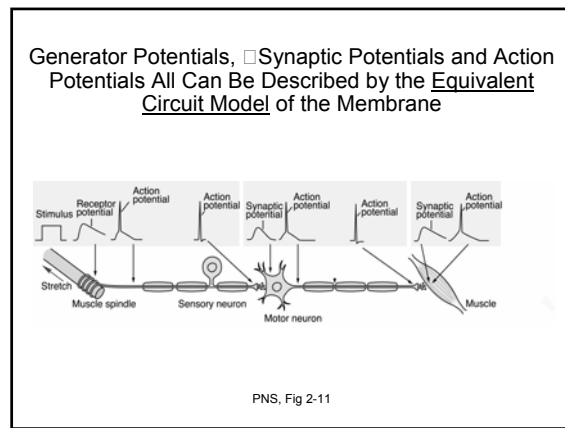 Generator Potentials, □Synaptic Potentials and Action
Potentials All Can Be Described by the Equivalent
Circuit Model of the Membrane
Stimulus
Receptor
potential
Action
potential
Action
potential
Synaptic
potential
Action
potential
Action
potential
Synaptic
potential
Action
potential
Stretch
Muscle spindle
Sensory neuron
Motor neuron
Muscle
PNS, Fig 2-11